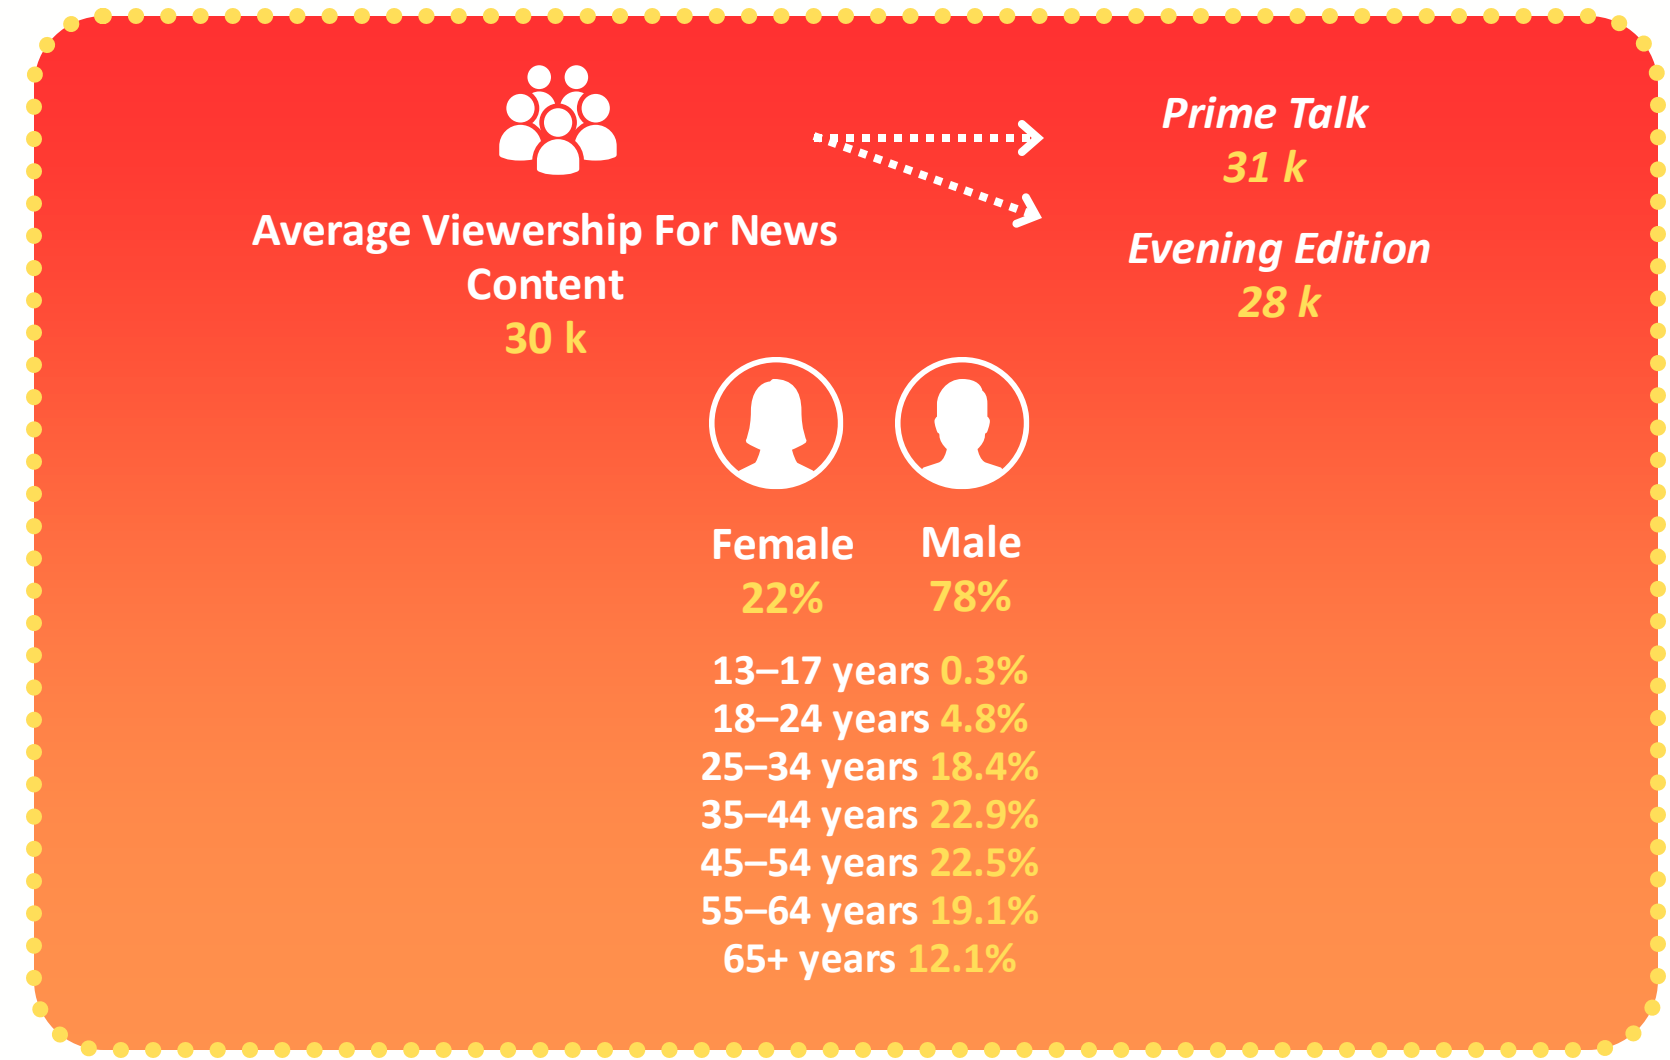 Average Viewership For News
Content
30 k
Prime Talk
31 k
Evening Edition
28 k
Female
22%
Male
78%
13–17 years 0.3%
18–24 years 4.8%
25–34 years 18.4%
35–44 years 22.9%
45–54 years 22.5%
55–64 years 19.1%
65+ years 12.1%